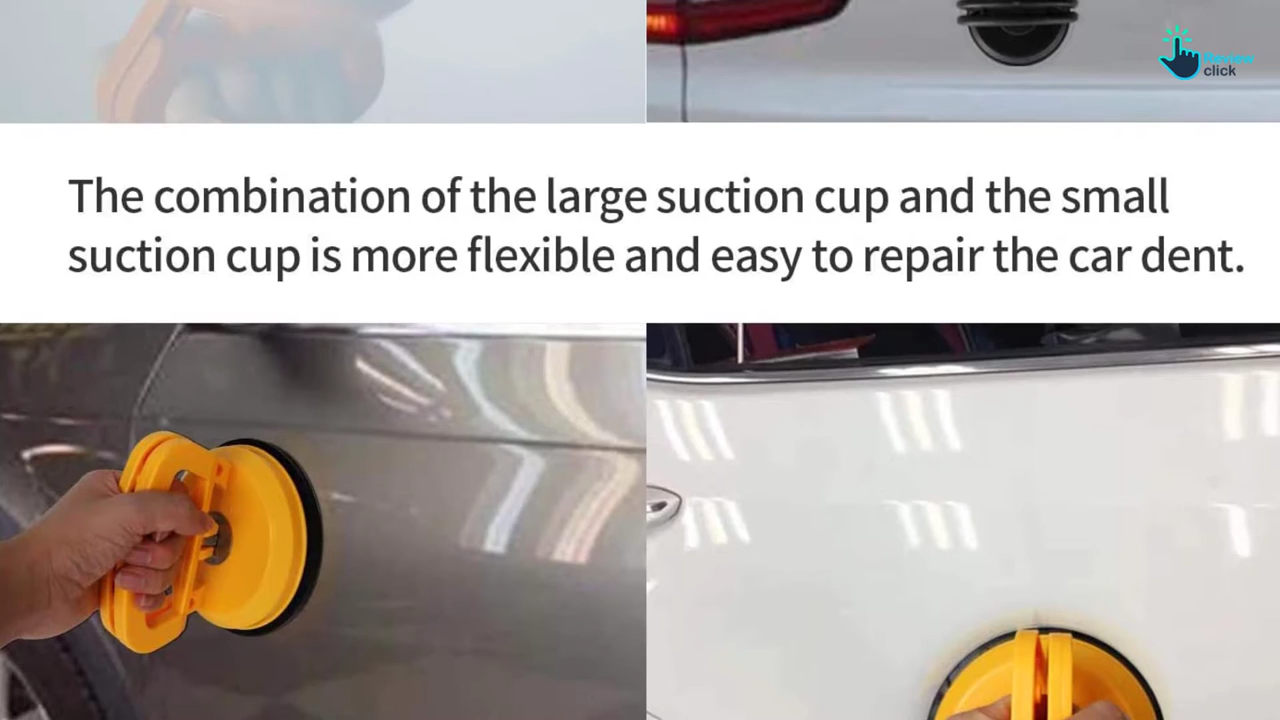 Review
click
The combination of the large suction cup and the small
suction cup is more flexible and easy to repair the car dent.